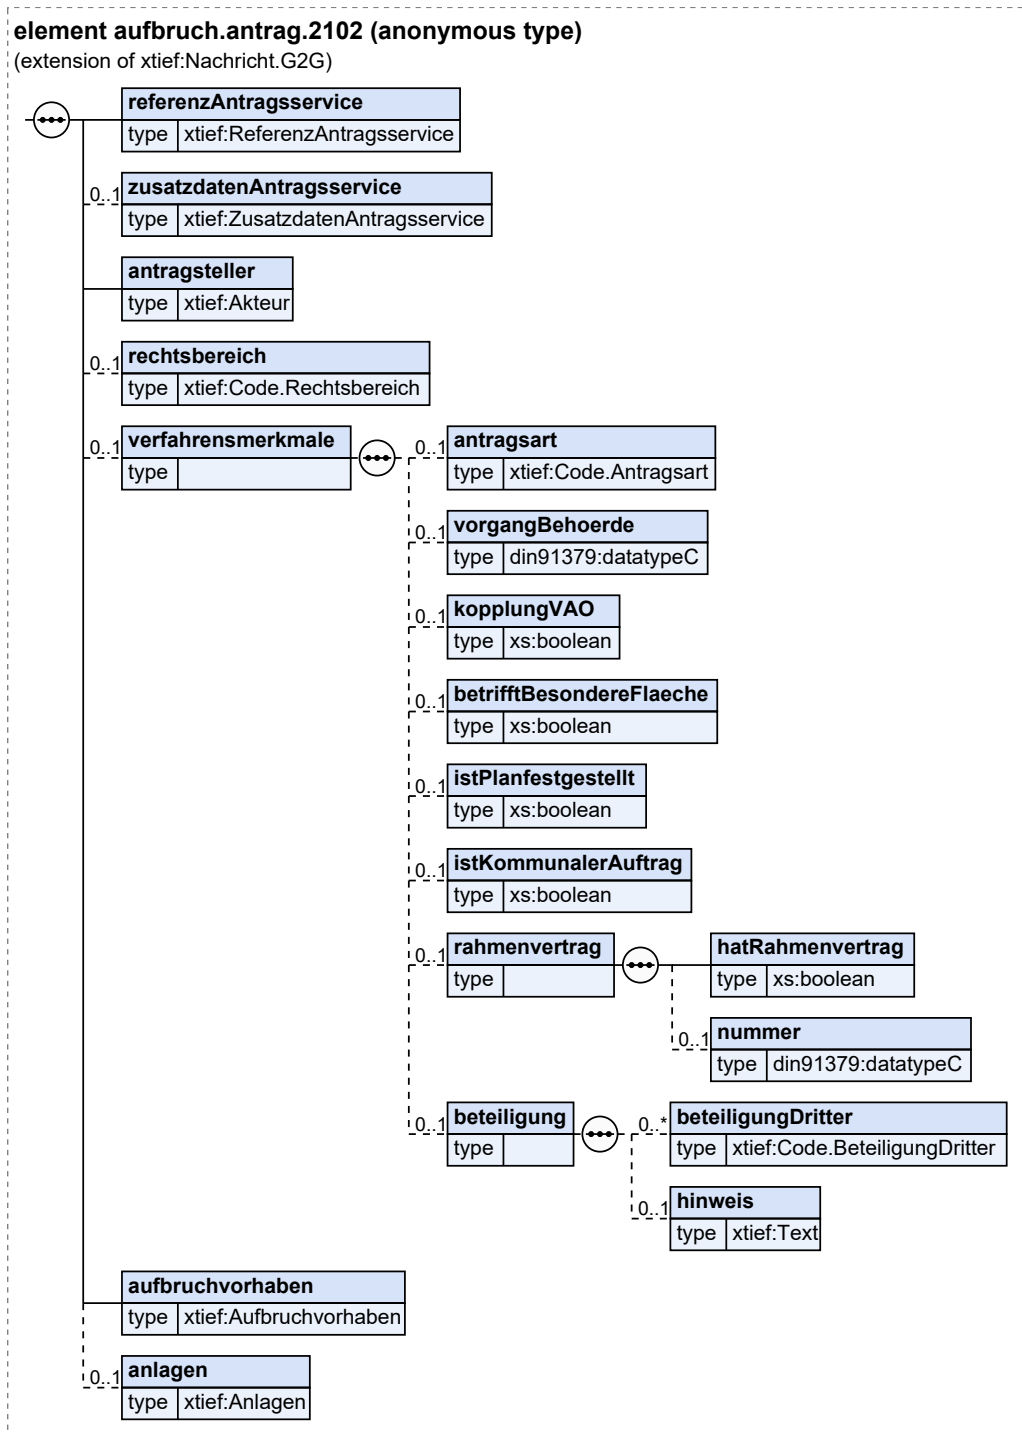 element aufbruch.antrag.2102 (anonymous type)
(extension of xtief:Nachricht.G2G)
referenzAntragsservice
type xtief:ReferenzAntragsservice
0..1 zusatzdatenAntragsservice
type xtief:ZusatzdatenAntragsservice
antragsteller
type xtief:Akteur
0..1 rechtsbereich
type xtief:Code.Rechtsbereich
0..1 verfahrensmerkmale
type
0..1 antragsart
type xtief:Code.Antragsart
0..1 vorgangBehoerde
type din91379:datatypeC
0..1 kopplungVAO
type xs:boolean
0..1 betrifftBesondereFlaeche
type xs:boolean
0..1 istPlanfestgestellt
type xs:boolean
0..1 istKommunalerAuftrag
type xs:boolean
0..1 rahmenvertrag
type
hatRahmenvertrag
type xs:boolean
0..1 nummer
type din91379:datatypeC
0..1 beteiligung
type
0..* beteiligungDritter
type xtief:Code.BeteiligungDritter
0..1 hinweis
type xtief:Text
aufbruchvorhaben
type xtief:Aufbruchvorhaben
0..1 anlagen
type xtief:Anlagen